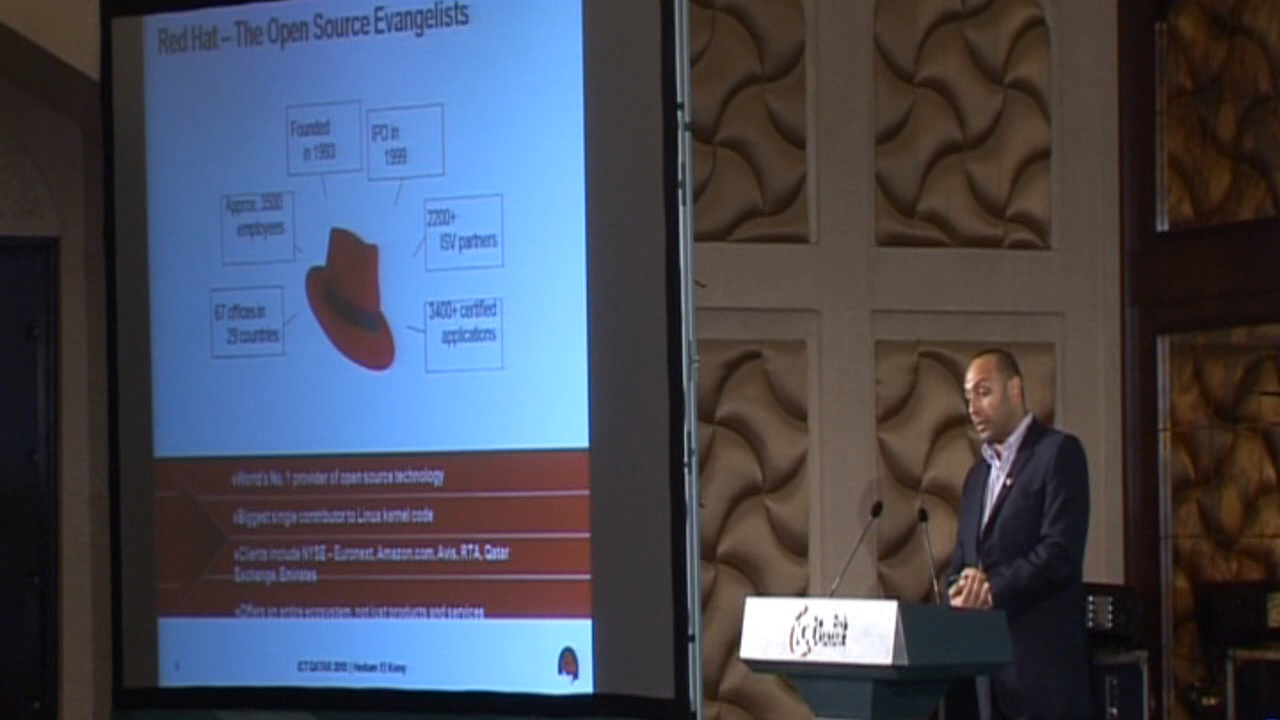 Red Hat – The Open Source Evangelists
Founded
in 1993
IPO in
1999
Approx. 3500
employees
2200+
ISV partners
67 offices in
29 countries
3400+ certified
applications
World's No. 1 provider of open source technology
Biggest single contributor to Linux kernel code
Clients include NYSE – Euronext, Amazon.com, Avis, RTA, Qatar
Exchange, Emirates
Offers an entire ecosystem, not just products and services
ICT QATAR 2010 |